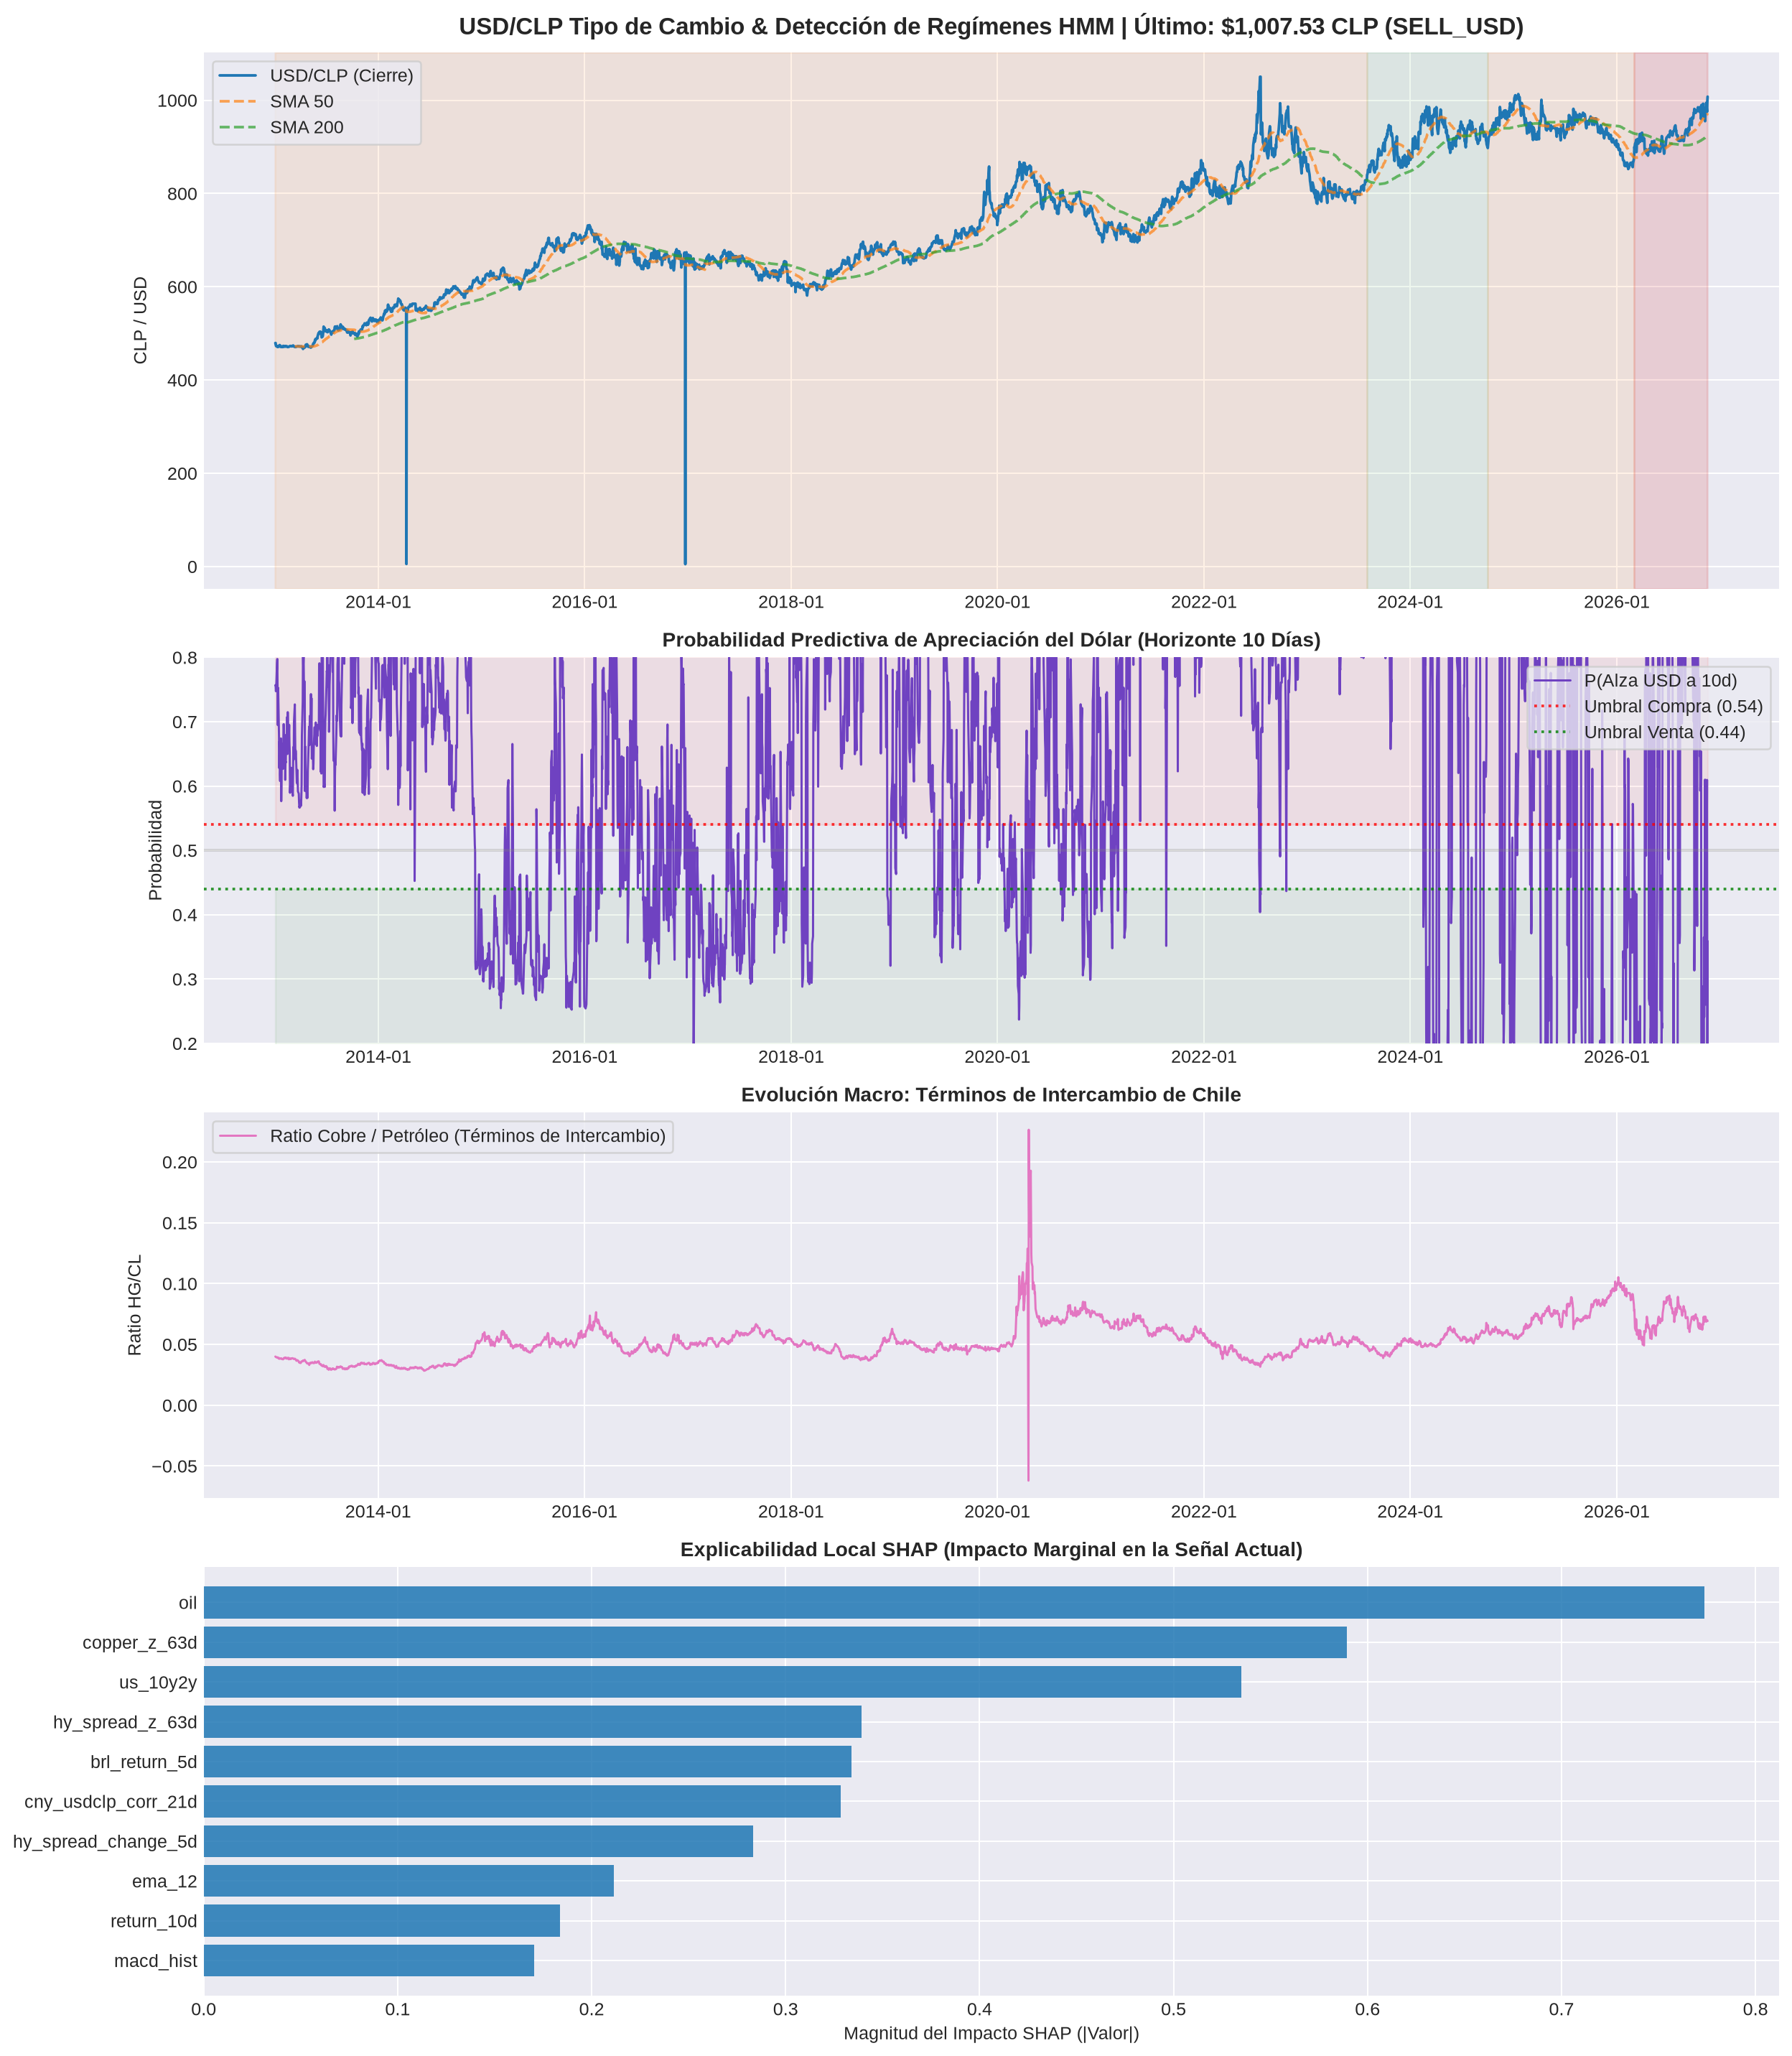 USD/CLP Tipo de Cambio & Detección de Regímenes HMM | Último: $1,007.53 CLP (SELL_USD)
USD/CLP (Cierre)
SMA 50
SMA 200
CLP / USD
1000
800
600
400
200
0
2014-01 2016-01 2018-01 2020-01 2022-01 2024-01 2026-01
Probabilidad Predictiva de Apreciación del Dólar (Horizonte 10 Días)
P(Alza USD a 10d)
Umbral Compra (0.54)
Umbral Venta (0.44)
Probabilidad
0.8
0.7
0.6
0.5
0.4
0.3
0.2
2014-01 2016-01 2018-01 2020-01 2022-01 2024-01 2026-01
Evolución Macro: Términos de Intercambio de Chile
Ratio Cobre / Petróleo (Términos de Intercambio)
Ratio HG/CL
0.20
0.15
0.10
0.05
0.00
−0.05
2014-01 2016-01 2018-01 2020-01 2022-01 2024-01 2026-01
Explicabilidad Local SHAP (Impacto Marginal en la Señal Actual)
oil
copper_z_63d
us_10y2y
hy_spread_z_63d
brl_return_5d
cny_usdclp_corr_21d
hy_spread_change_5d
ema_12
return_10d
macd_hist
0.0 0.1 0.2 0.3 0.4 0.5 0.6 0.7 0.8
Magnitud del Impacto SHAP (|Valor|)